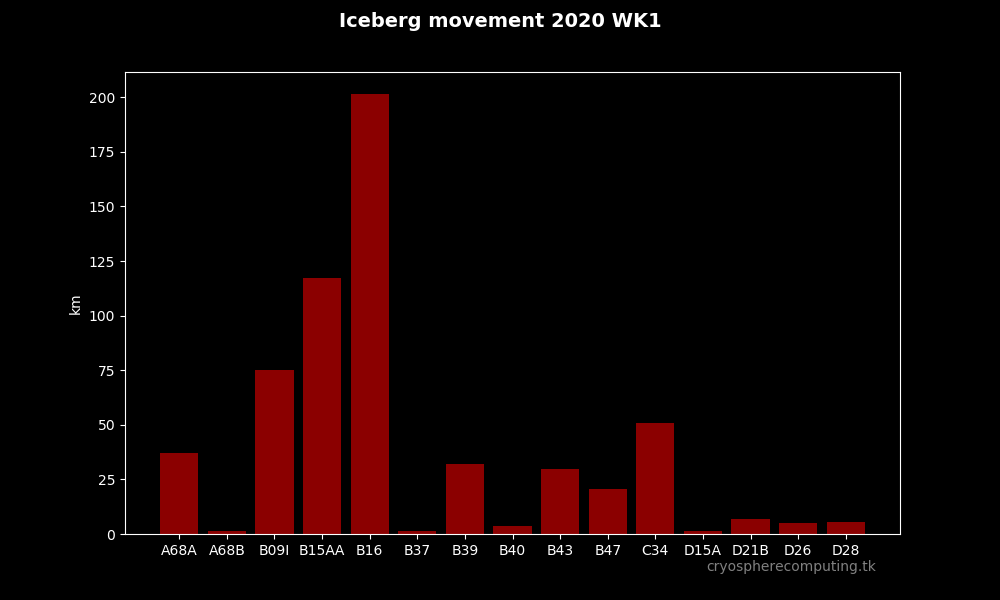 Iceberg movement 2020 WK1
200
175
150
125
100
75
50
25
0
km
A68A A68B B09I B15AA B16 B37 B39 B40 B43 B47 C34 D15A D21B D26 D28
cryospherecomputing.tk